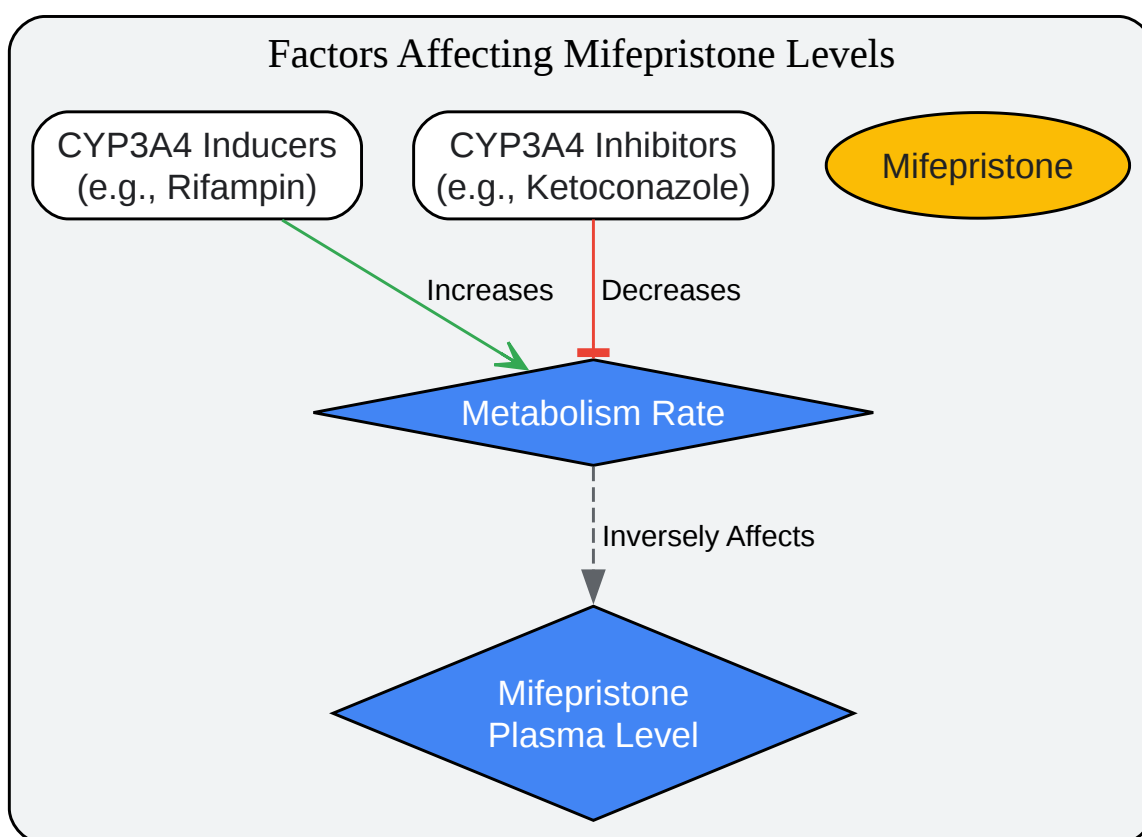 Factors Affecting Mifepristone Levels
CYP3A4 Inducers
(e.g., Rifampin)
CYP3A4 Inhibitors
(e.g., Ketoconazole)
Mifepristone
Increases
Decreases
Metabolism Rate
Inversely Affects
Mifepristone
Plasma Level